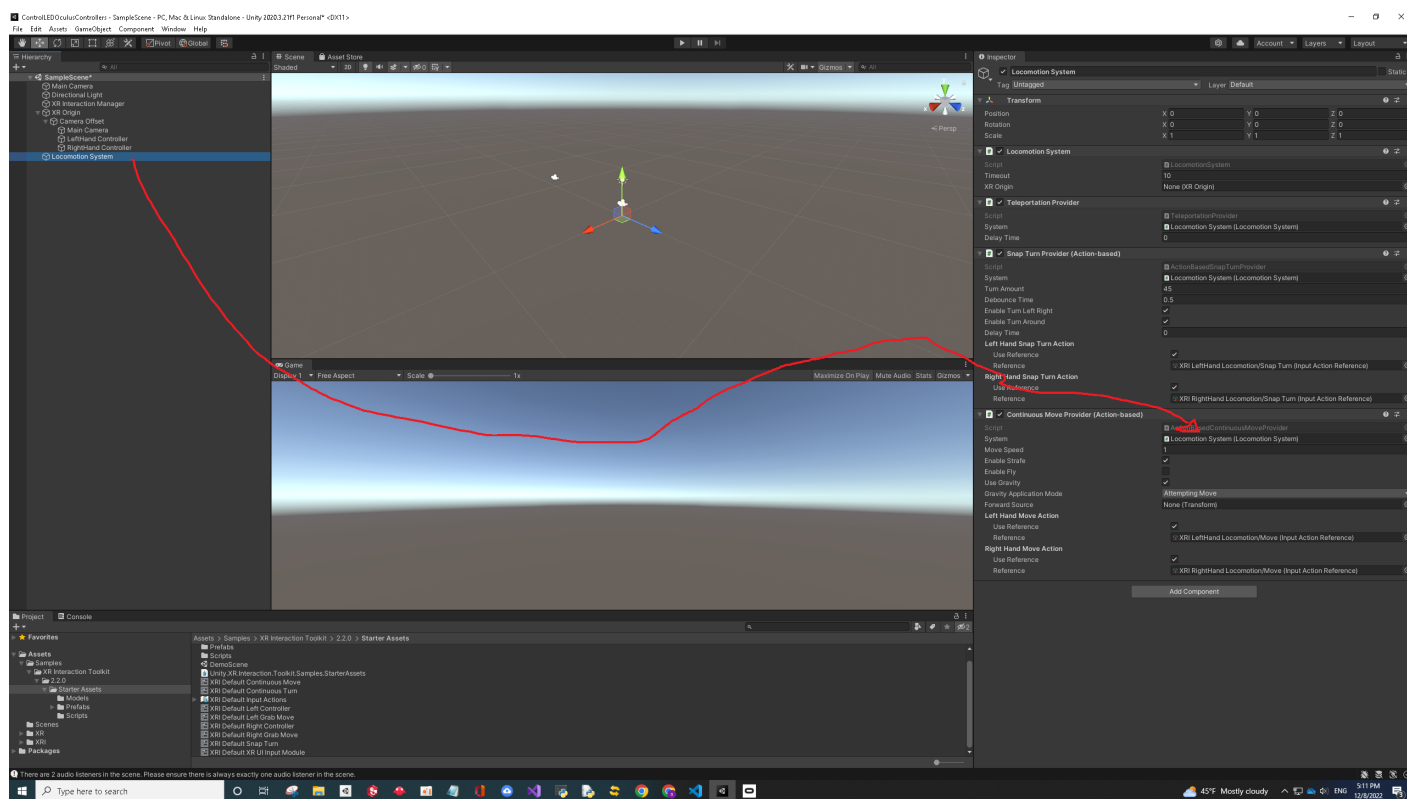 ControlLEDOculusControllers - SampleScene - PC, Mac & Linux Standalone - Unity 2020.3.21f1 Personal* <DX11>
File Edit Assets GameObject Component Window Help
Pivot Global
Account Layers Layout
Hierarchy
All
SampleScene*
Main Camera
Directional Light
XR Interaction Manager
XR Origin
Camera Offset
Main Camera
LeftHand Controller
RightHand Controller
Locomotion System
Scene Asset Store
Shaded 2D 0 Gizmos All
Persp
Game
Display 1 Free Aspect Scale 1x Maximize On Play Mute Audio Stats Gizmos
Inspector
Locomotion System Static
Tag Untagged Layer Default
Transform
Position X 0 Y 0 Z 0
Rotation X 0 Y 0 Z 0
Scale X 1 Y 1 Z 1
Locomotion System
Script LocomotionSystem
Timeout 10
XR Origin None (XR Origin)
Teleportation Provider
Script TeleportationProvider
System Locomotion System (Locomotion System)
Delay Time 0
Snap Turn Provider (Action-based)
Script ActionBasedSnapTurnProvider
System Locomotion System (Locomotion System)
Turn Amount 45
Debounce Time 0.5
Enable Turn Left Right
Enable Turn Around
Delay Time 0
Left Hand Snap Turn Action
Use Reference
Reference XRI LeftHand Locomotion/Snap Turn (Input Action Reference)
Right Hand Snap Turn Action
Use Reference
Reference XRI RightHand Locomotion/Snap Turn (Input Action Reference)
Continuous Move Provider (Action-based)
Script ActionBasedContinuousMoveProvider
System Locomotion System (Locomotion System)
Move Speed 1
Enable Strafe
Enable Fly
Use Gravity
Gravity Application Mode Attempting Move
Forward Source None (Transform)
Left Hand Move Action
Use Reference
Reference XRI LeftHand Locomotion/Move (Input Action Reference)
Right Hand Move Action
Use Reference
Reference XRI RightHand Locomotion/Move (Input Action Reference)
Add Component
Project Console
2
Favorites
Assets
Samples
XR Interaction Toolkit
2.2.0
Starter Assets
Models
Prefabs
Scripts
Scenes
XR
XRI
Packages
Assets > Samples > XR Interaction Toolkit > 2.2.0 > Starter Assets
Prefabs
Scripts
DemoScene
Unity.XR.Interaction.Toolkit.Samples.StarterAssets
XRI Default Continuous Move
XRI Default Continuous Turn
XRI Default Input Actions
XRI Default Left Controller
XRI Default Left Grab Move
XRI Default Right Controller
XRI Default Right Grab Move
XRI Default Snap Turn
XRI Default XR UI Input Module
There are 2 audio listeners in the scene. Please ensure there is always exactly one audio listener in the scene.
Type here to search
45°F Mostly cloudy ENG 5:11 PM
12/8/2022